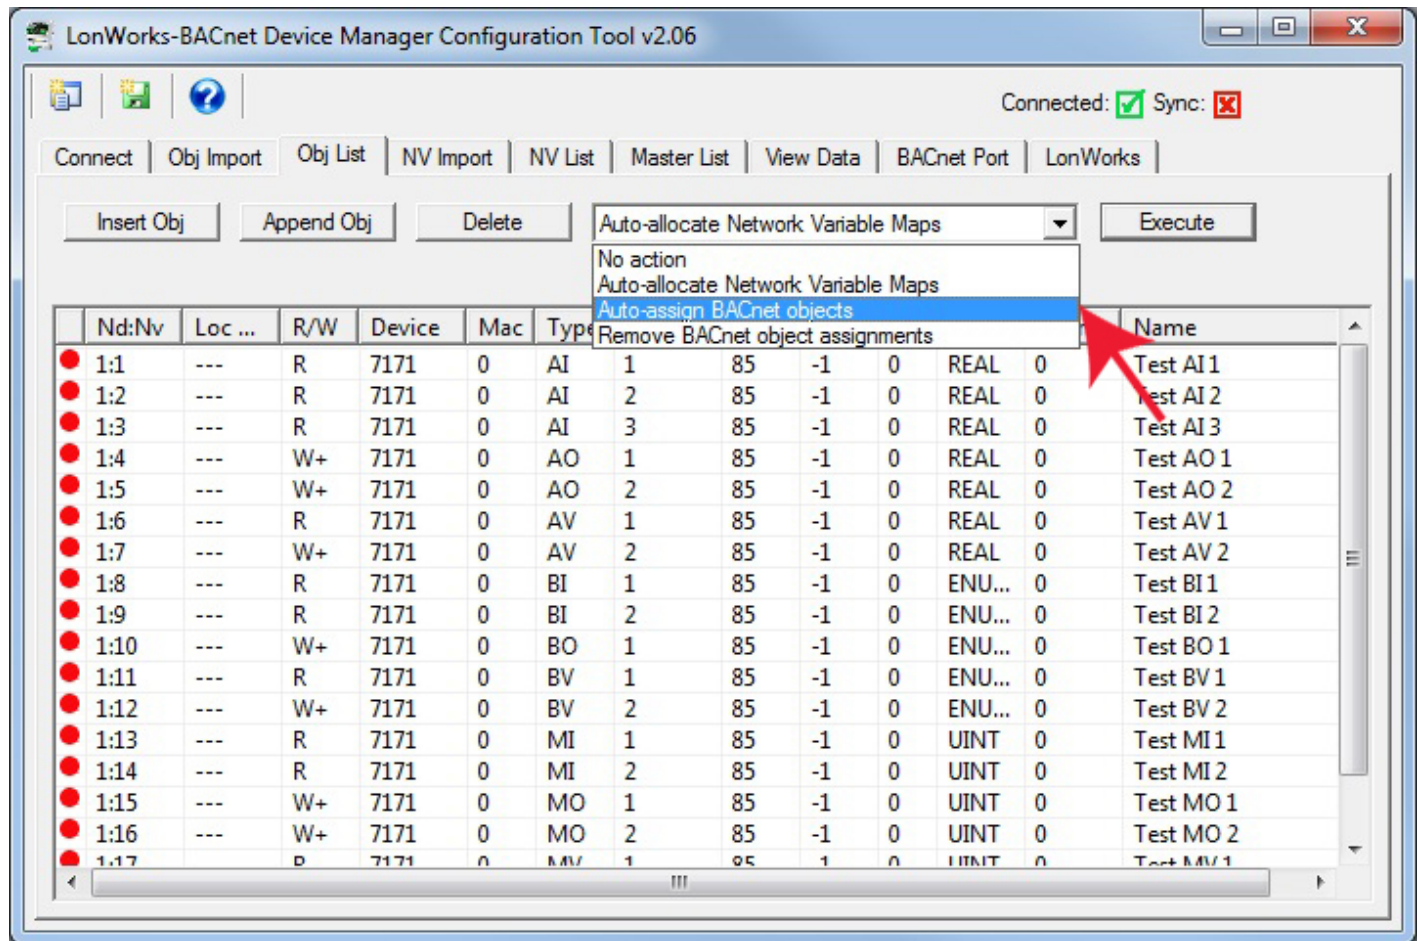 LonWorks-BACnet Device Manager Configuration Tool v2.06
Connected: Sync:
Connect Obj Import Obj List NV Import NV List Master List View Data BACnet Port LonWorks
Insert Obj Append Obj Delete Auto-allocate Network Variable Maps Execute
No action
Auto-allocate Network Variable Maps
Auto-assign BACnet objects
Remove BACnet object assignments
Nd:Nv Loc ... R/W Device Mac Type Name
1:1 --- R 7171 0 AI 1 85 -1 0 REAL 0 Test AI 1
1:2 --- R 7171 0 AI 2 85 -1 0 REAL 0 Test AI 2
1:3 --- R 7171 0 AI 3 85 -1 0 REAL 0 Test AI 3
1:4 --- W+ 7171 0 AO 1 85 -1 0 REAL 0 Test AO 1
1:5 --- W+ 7171 0 AO 2 85 -1 0 REAL 0 Test AO 2
1:6 --- R 7171 0 AV 1 85 -1 0 REAL 0 Test AV 1
1:7 --- W+ 7171 0 AV 2 85 -1 0 REAL 0 Test AV 2
1:8 --- R 7171 0 BI 1 85 -1 0 ENU... 0 Test BI 1
1:9 --- R 7171 0 BI 2 85 -1 0 ENU... 0 Test BI 2
1:10 --- W+ 7171 0 BO 1 85 -1 0 ENU... 0 Test BO 1
1:11 --- R 7171 0 BV 1 85 -1 0 ENU... 0 Test BV 1
1:12 --- W+ 7171 0 BV 2 85 -1 0 ENU... 0 Test BV 2
1:13 --- R 7171 0 MI 1 85 -1 0 UINT 0 Test MI 1
1:14 --- R 7171 0 MI 2 85 -1 0 UINT 0 Test MI 2
1:15 --- W+ 7171 0 MO 1 85 -1 0 UINT 0 Test MO 1
1:16 --- W+ 7171 0 MO 2 85 -1 0 UINT 0 Test MO 2
1:17 R 7171 0 MV 1 85 -1 0 UINT 0 Test MV 1